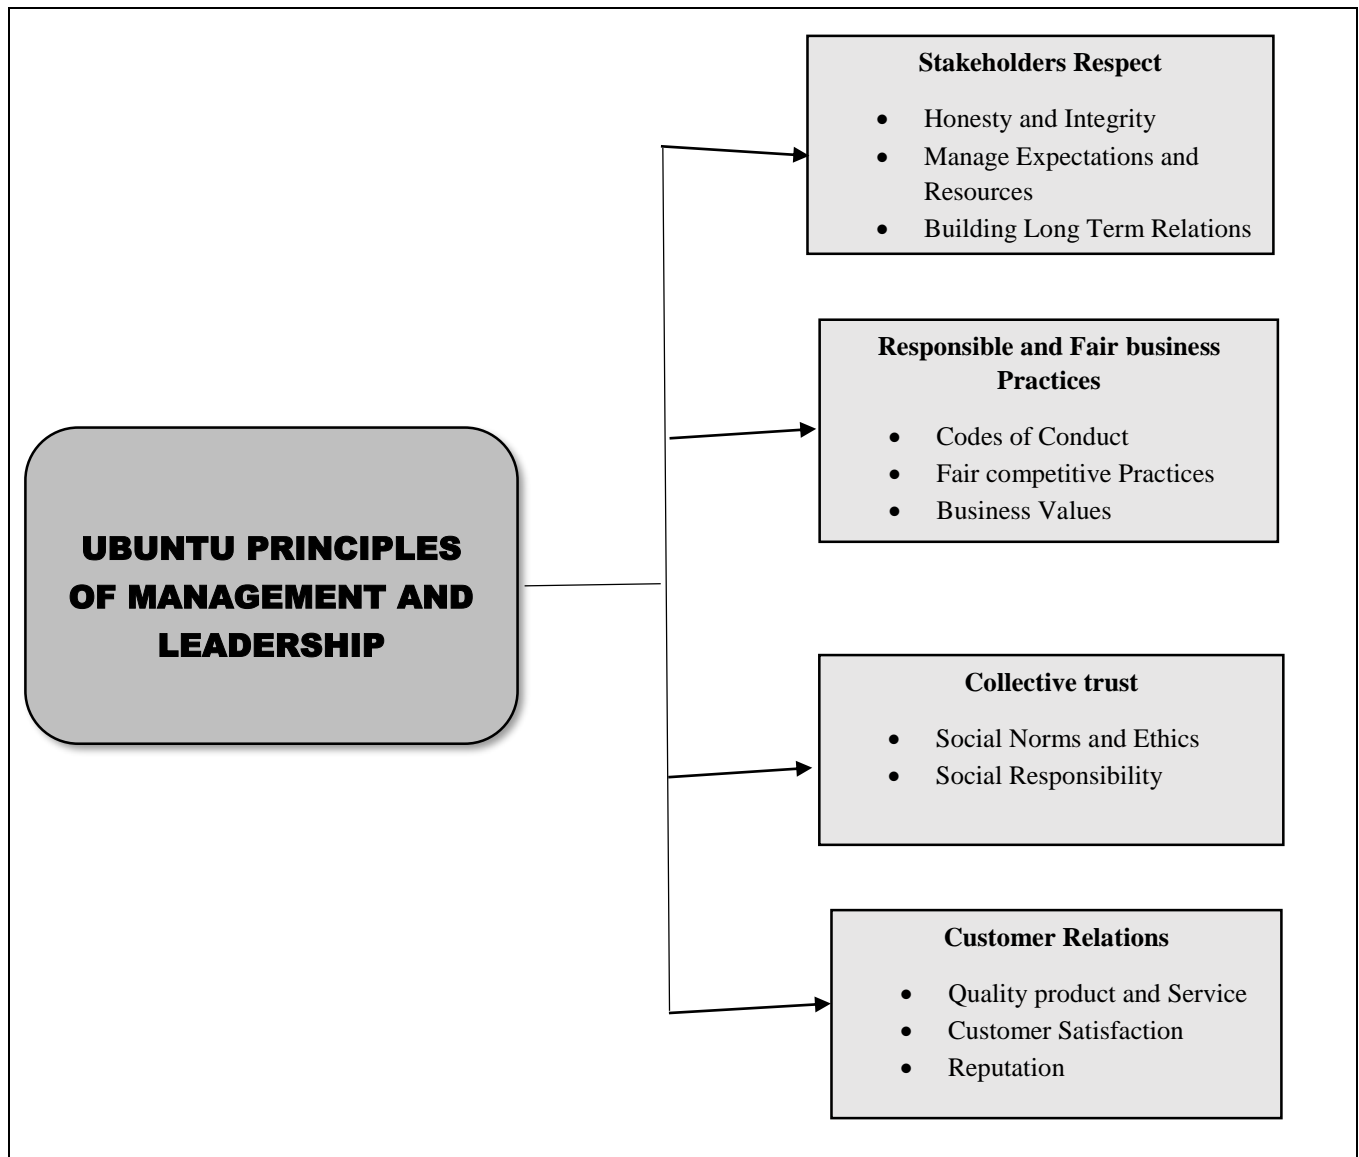 Stakeholders Respect
• Honesty and Integrity
• Manage Expectations and
Resources
• Building Long Term Relations
Responsible and Fair business
Practices
• Codes of Conduct
• Fair competitive Practices
• Business Values
UBUNTU PRINCIPLES
OF MANAGEMENT AND
LEADERSHIP
Collective trust
• Social Norms and Ethics
• Social Responsibility
Customer Relations
• Quality product and Service
• Customer Satisfaction
• Reputation